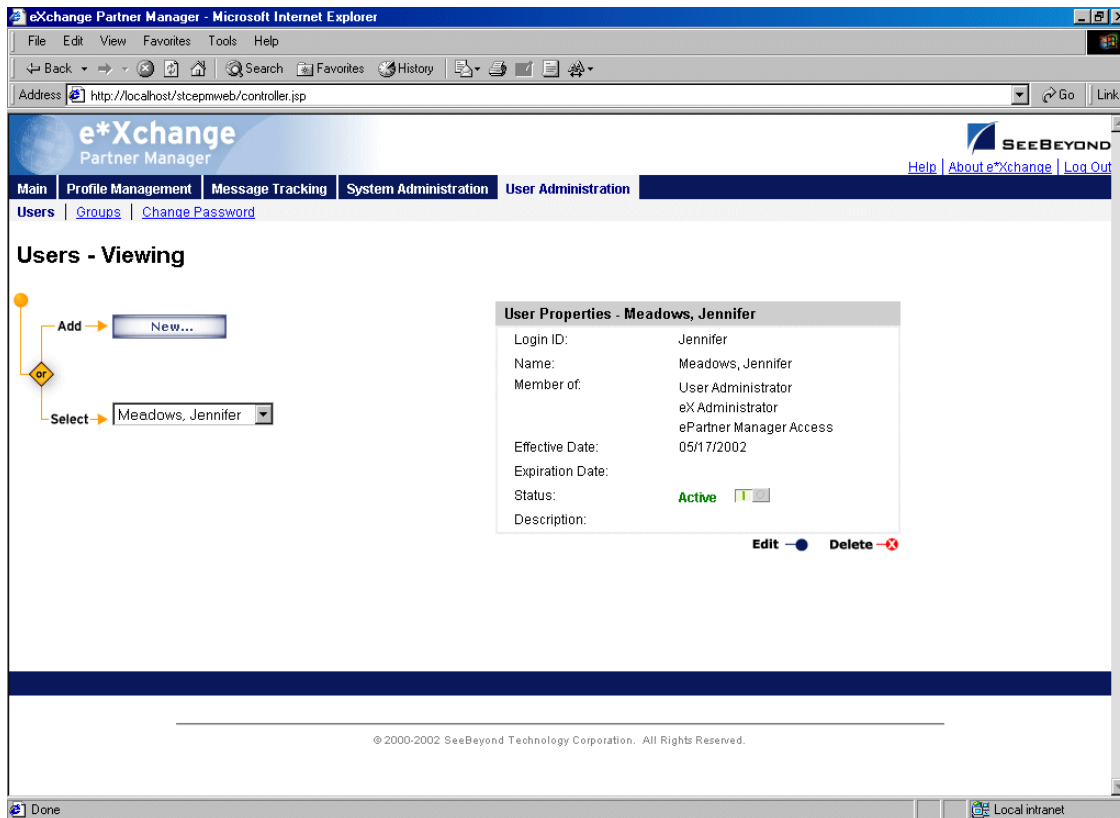 eXchange Partner Manager - Microsoft Internet Explorer
File Edit View Favorites Tools Help
Back Search Favorites History
Address http://localhost/stcepmweb/controller.jsp Go Link
e*Xchange
Partner Manager
SEEBEYOND
Help | About e*Xchange | Log Out
Main Profile Management Message Tracking System Administration User Administration
Users | Groups | Change Password
Users - Viewing
Add New...
or
Select Meadows, Jennifer
User Properties - Meadows, Jennifer
Login ID: Jennifer
Name: Meadows, Jennifer
Member of: User Administrator
eX Administrator
ePartner Manager Access
Effective Date: 05/17/2002
Expiration Date:
Status: Active
Description:
Edit Delete
© 2000-2002 SeeBeyond Technology Corporation. All Rights Reserved.
Done Local intranet